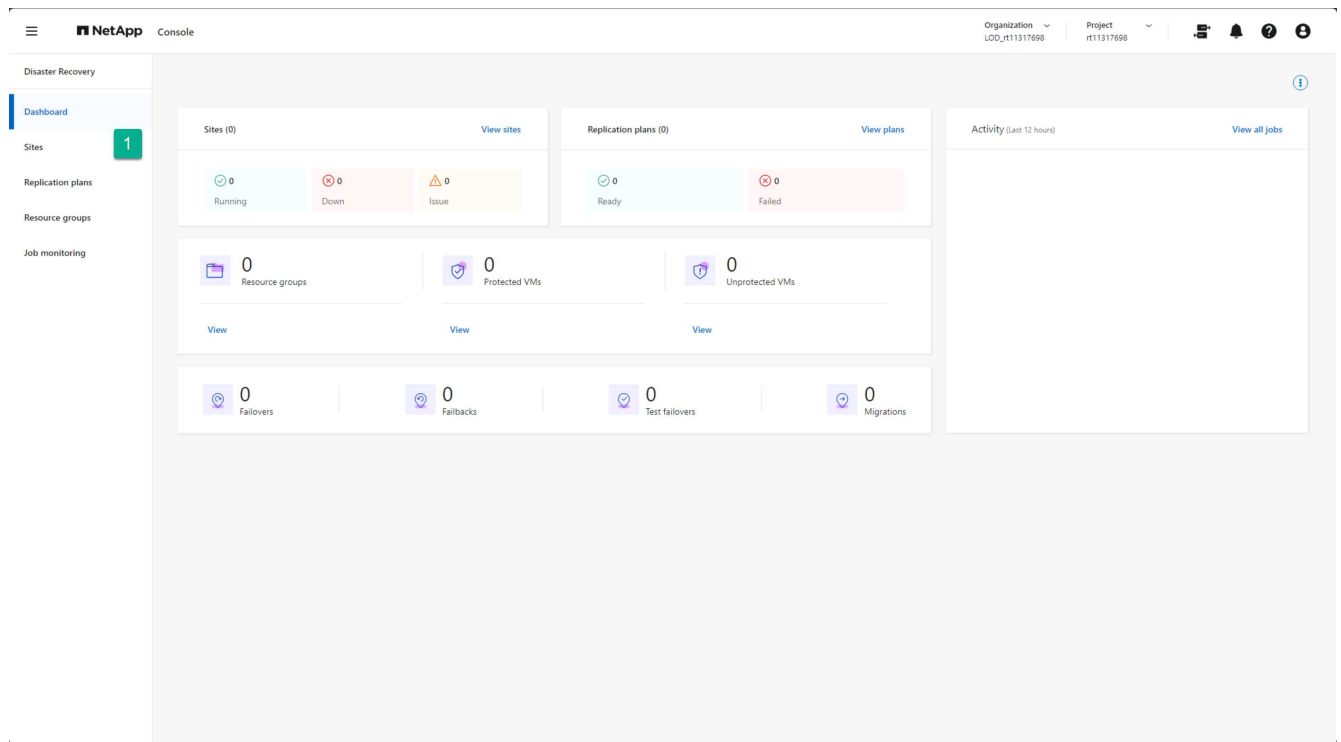 NetApp Console
Organization
LOD_rt11317698
Project
rt11317698
Disaster Recovery
Dashboard
Sites
1
Replication plans
Resource groups
Job monitoring
Sites (0)
View sites
0
Running
0
Down
0
Issue
Replication plans (0)
View plans
0
Ready
0
Failed
Activity (Last 12 hours)
View all jobs
0
Resource groups
View
0
Protected VMs
View
0
Unprotected VMs
View
0
Failovers
0
Failbacks
0
Test failovers
0
Migrations